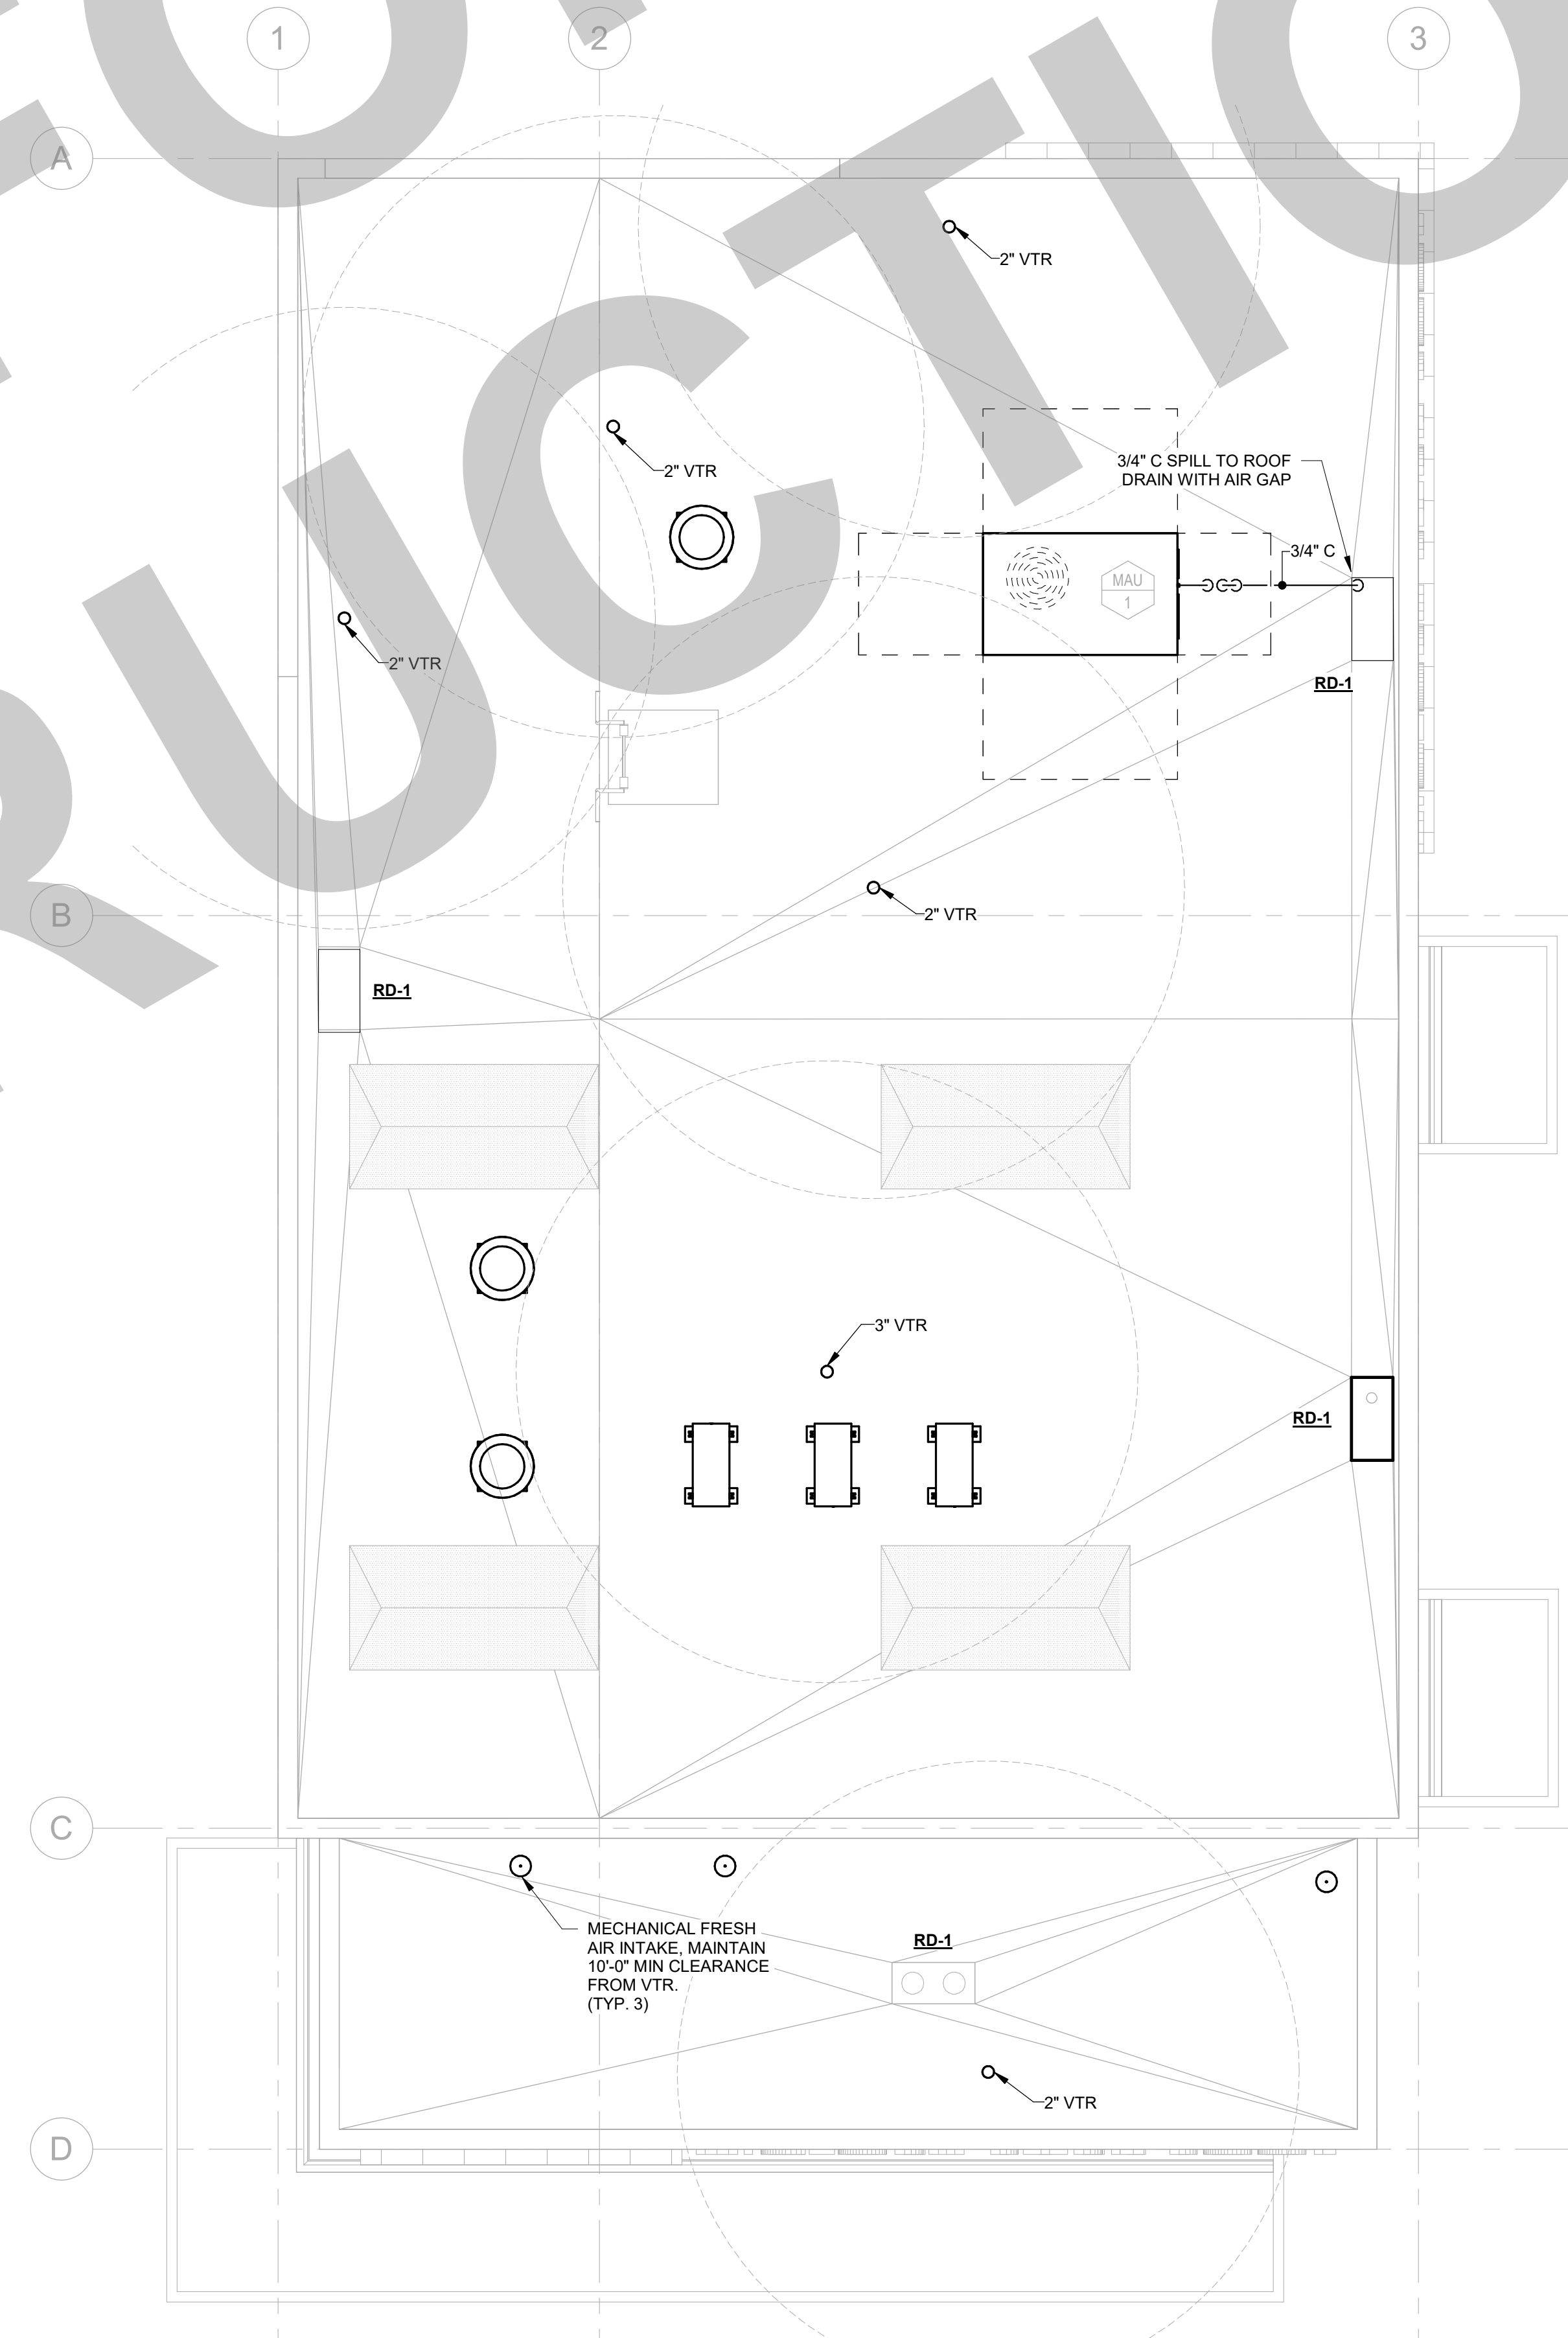 1
2
3
A
2" VTR
2" VTR
3/4" C SPILL TO ROOF
DRAIN WITH AIR GAP
3/4" C
MAU
1
2" VTR
RD-1
B
2" VTR
RD-1
3" VTR
RD-1
C
MECHANICAL FRESH
AIR INTAKE, MAINTAIN
10'-0" MIN CLEARANCE
FROM VTR.
(TYP. 3)
RD-1
2" VTR
D
RUCTIO